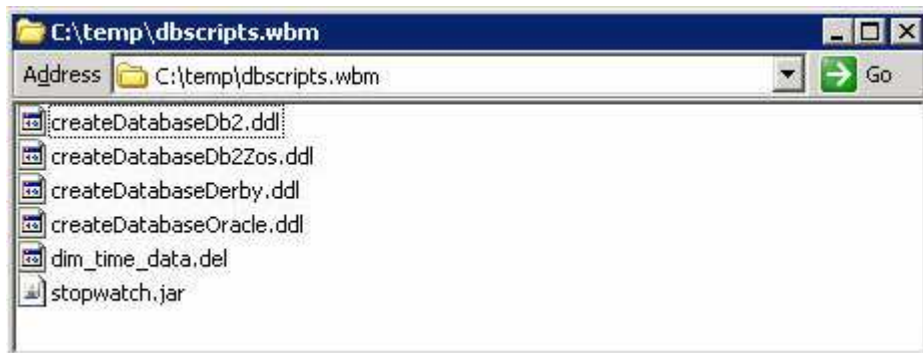 C:\temp\dbscripts.wbm
Address C:\temp\dbscripts.wbm Go
createDatabaseDb2.ddl
createDatabaseDb2Zos.ddl
createDatabaseDerby.ddl
createDatabaseOracle.ddl
dim_time_data.del
stopwatch.jar